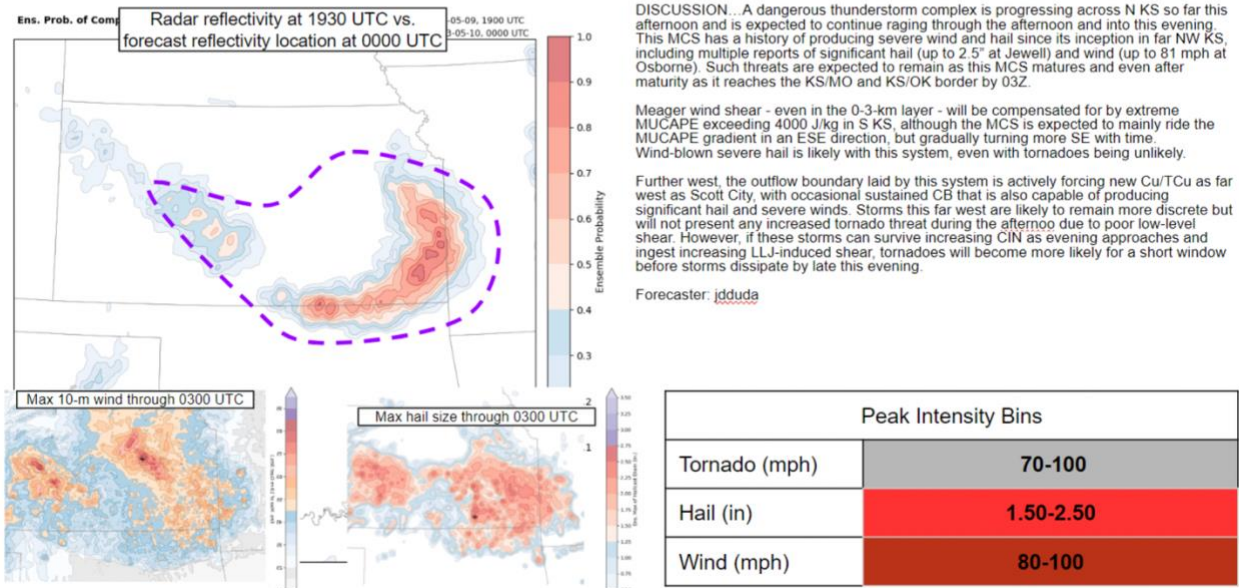 Ens. Prob. of Comp
Radar reflectivity at 1930 UTC vs.
forecast reflectivity location at 0000 UTC
-05-09, 1900 UTC
3-05-10, 0000 UTC
1.0
0.9
0.8
0.7
0.6
0.5
0.4
0.3
.2
.1
Ensemble Probability
Max 10-m wind through 0300 UTC
Max hail size through 0300 UTC
DISCUSSION…A dangerous thunderstorm complex is progressing across N KS so far this
afternoon and is expected to continue raging through the afternoon and into this evening.
This MCS has a history of producing severe wind and hail since its inception in far NW KS,
including multiple reports of significant hail (up to 2.5” at Jewell) and wind (up to 81 mph at
Osborne). Such threats are expected to remain as this MCS matures and even after
maturity as it reaches the KS/MO and KS/OK border by 03Z.
Meager wind shear - even in the 0-3-km layer - will be compensated for by extreme
MUCAPE exceeding 4000 J/kg in S KS, although the MCS is expected to mainly ride the
MUCAPE gradient in an ESE direction, but gradually turning more SE with time.
Wind-blown severe hail is likely with this system, even with tornadoes being unlikely.
Further west, the outflow boundary laid by this system is actively forcing new Cu/TCu as far
west as Scott City, with occasional sustained CB that is also capable of producing
significant hail and severe winds. Storms this far west are likely to remain more discrete but
will not present any increased tornado threat during the afternoo due to poor low-level
shear. However, if these storms can survive increasing CIN as evening approaches and
ingest increasing LLJ-induced shear, tornadoes will become more likely for a short window
before storms dissipate by late this evening.
Forecaster: jdduda
Peak Intensity Bins
Tornado (mph) 70-100
Hail (in) 1.50-2.50
Wind (mph) 80-100